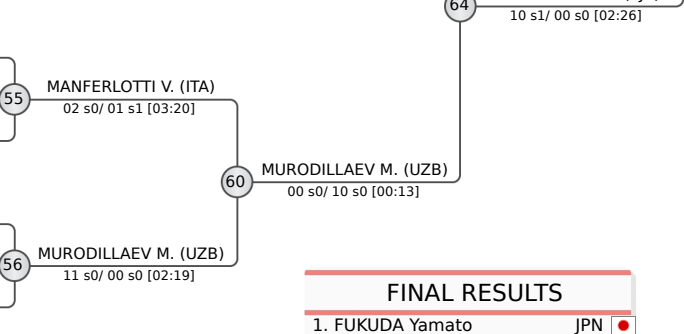 64
10 s1/ 00 s0 [02:26]
55
MANFERLOTTI V. (ITA)
02 s0/ 01 s1 [03:20]
60
MURODILLAEV M. (UZB)
00 s0/ 10 s0 [00:13]
56
MURODILLAEV M. (UZB)
11 s0/ 00 s0 [02:19]
FINAL RESULTS
1. FUKUDA Yamato JPN